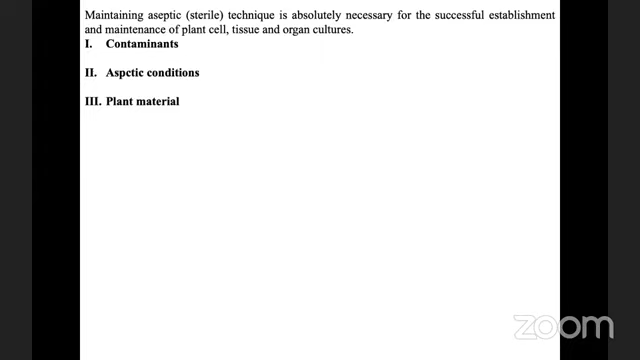 Maintaining aseptic (sterile) technique is absolutely necessary for the successful establishment
and maintenance of plant cell, tissue and organ cultures.
I. Contaminants
II. Aspctic conditions
III. Plant material
zoom